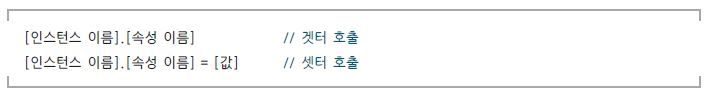 [인스턴스 이름].[속성 이름] // 겟터 호출
[인스턴스 이름].[속성 이름] = [값] // 셋터 호출